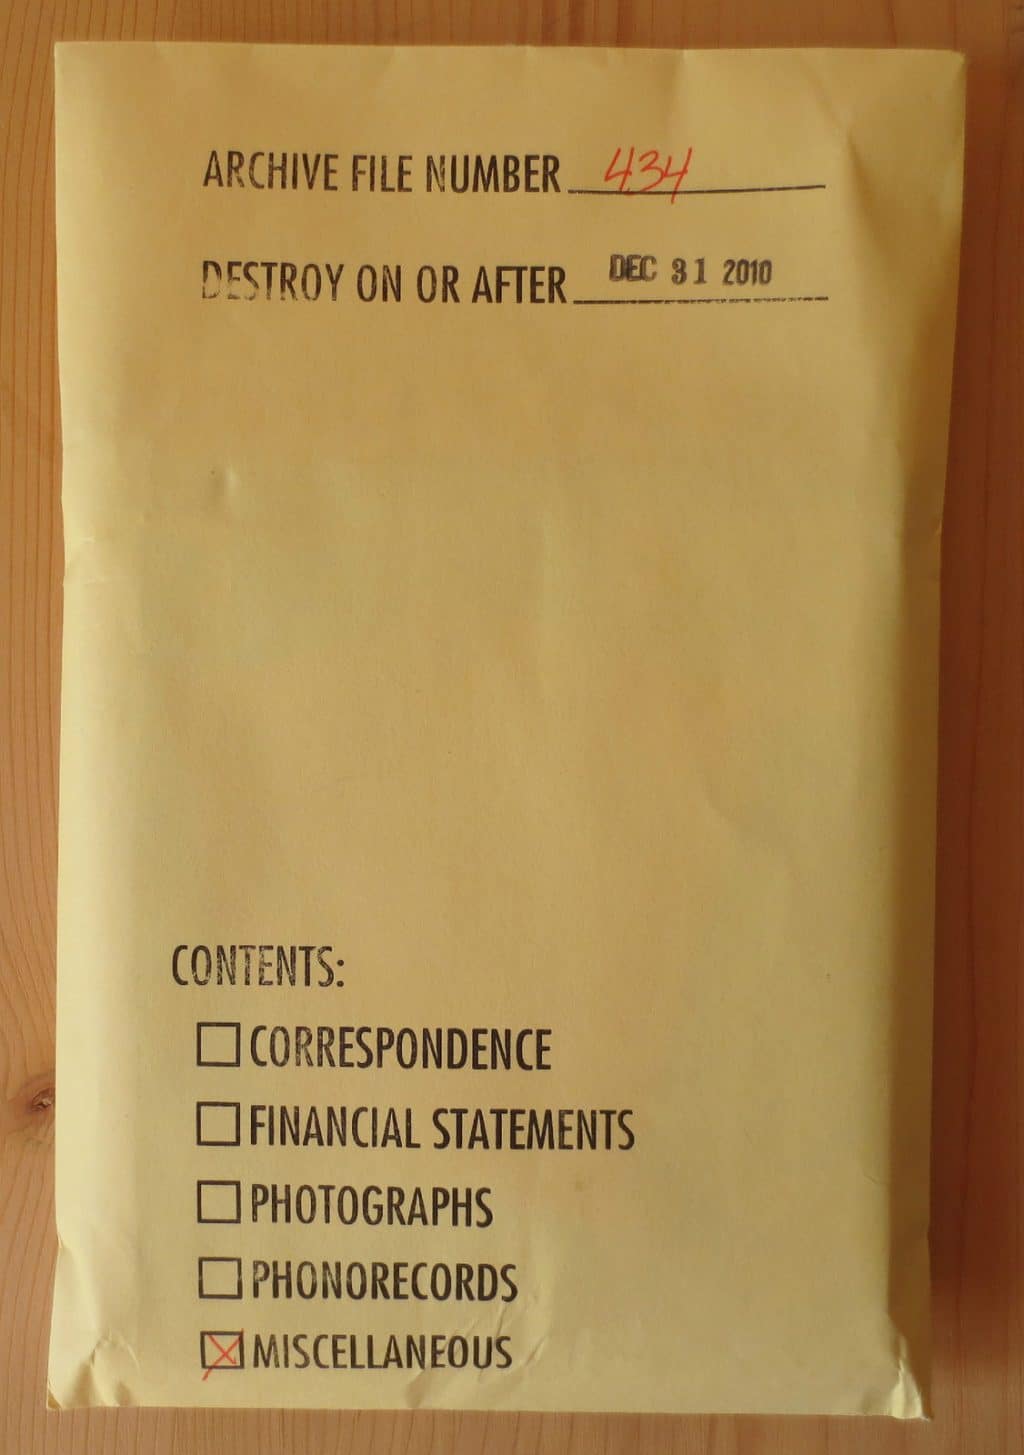 ARCHIVE FILE NUMBER 434
DESTROY ON OR AFTER DEC 31 2010
CONTENTS:
CORRESPONDENCE
FINANCIAL STATEMENTS
PHOTOGRAPHS
PHONORECORDS
MISCELLANEOUS